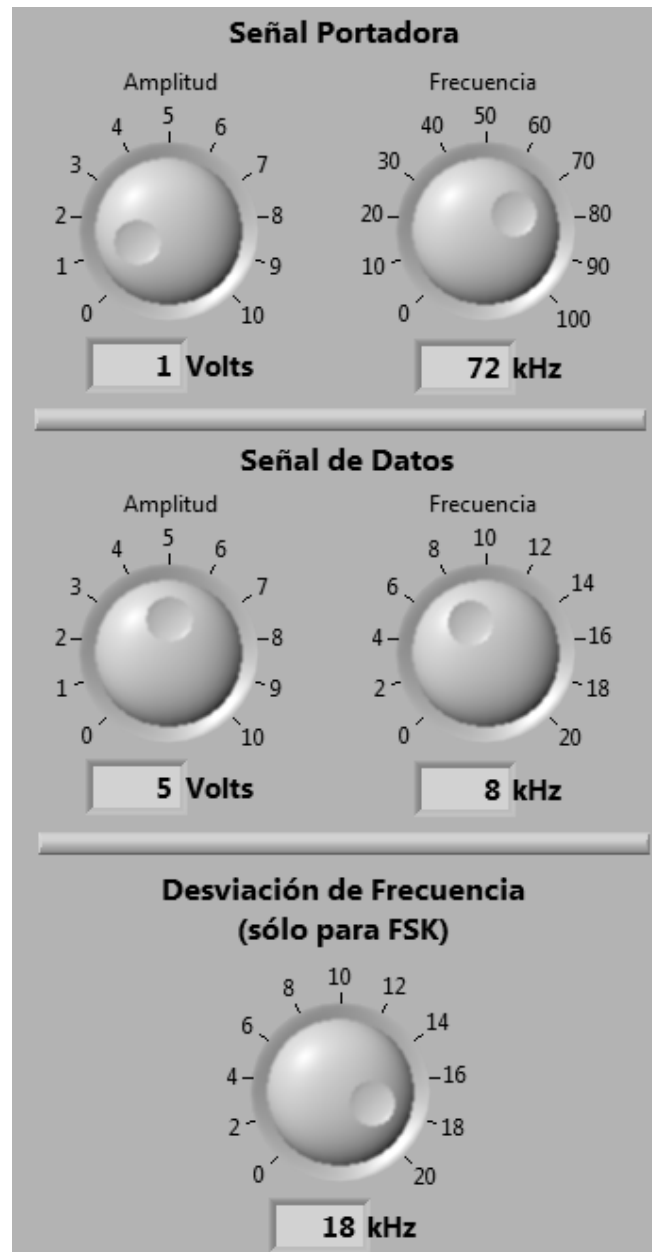 Señal Portadora
Amplitud
0 1 2 3 4 5 6 7 8 9 10
1 Volts
Frecuencia
0 10 20 30 40 50 60 70 80 90 100
72 kHz
Señal de Datos
Amplitud
0 1 2 3 4 5 6 7 8 9 10
5 Volts
Frecuencia
0 2 4 6 8 10 12 14 16 18 20
8 kHz
Desviación de Frecuencia
(sólo para FSK)
0 2 4 6 8 10 12 14 16 18 20
18 kHz